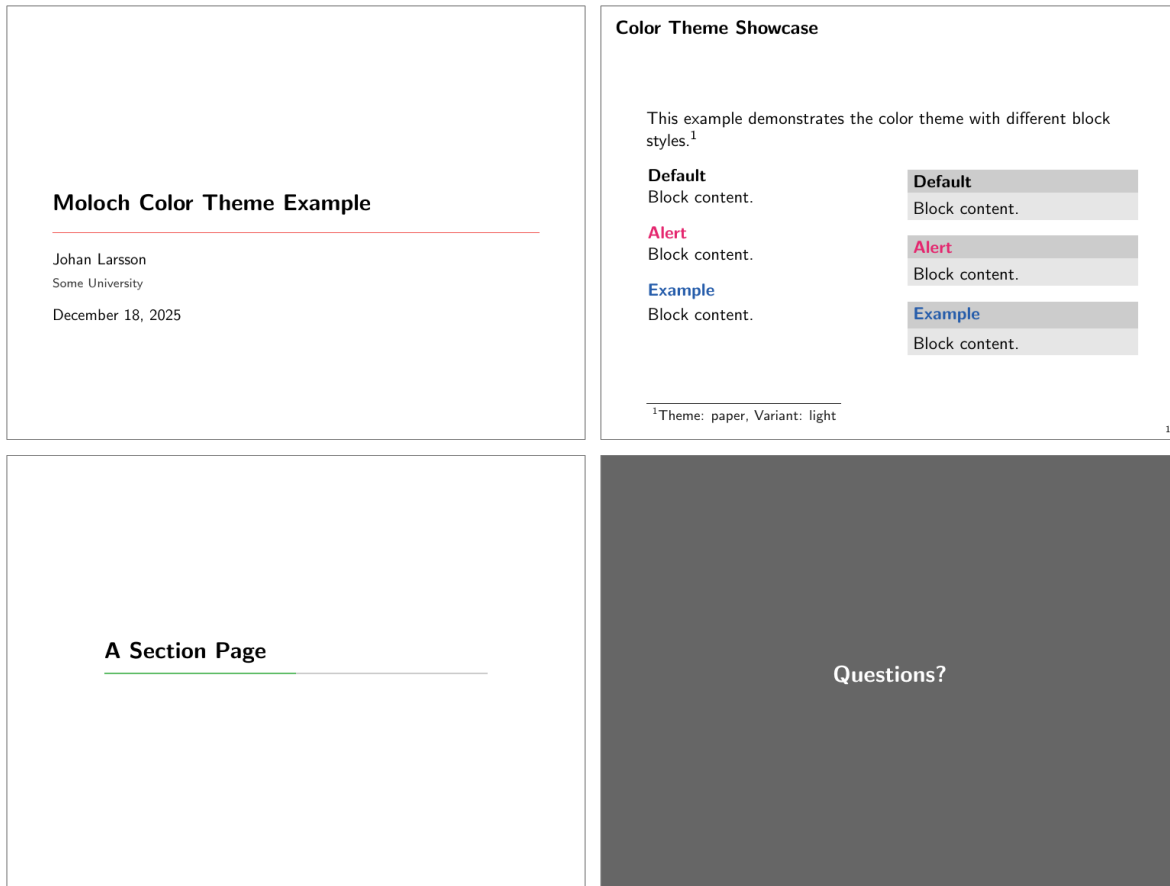 Moloch Color Theme Example
Johan Larsson
Some University
December 18, 2025
Color Theme Showcase
This example demonstrates the color theme with different block
styles.¹
Default
Block content.
Alert
Block content.
Example
Block content.
Default
Block content.
Alert
Block content.
Example
Block content.
¹Theme: paper, Variant: light
1
A Section Page
Questions?